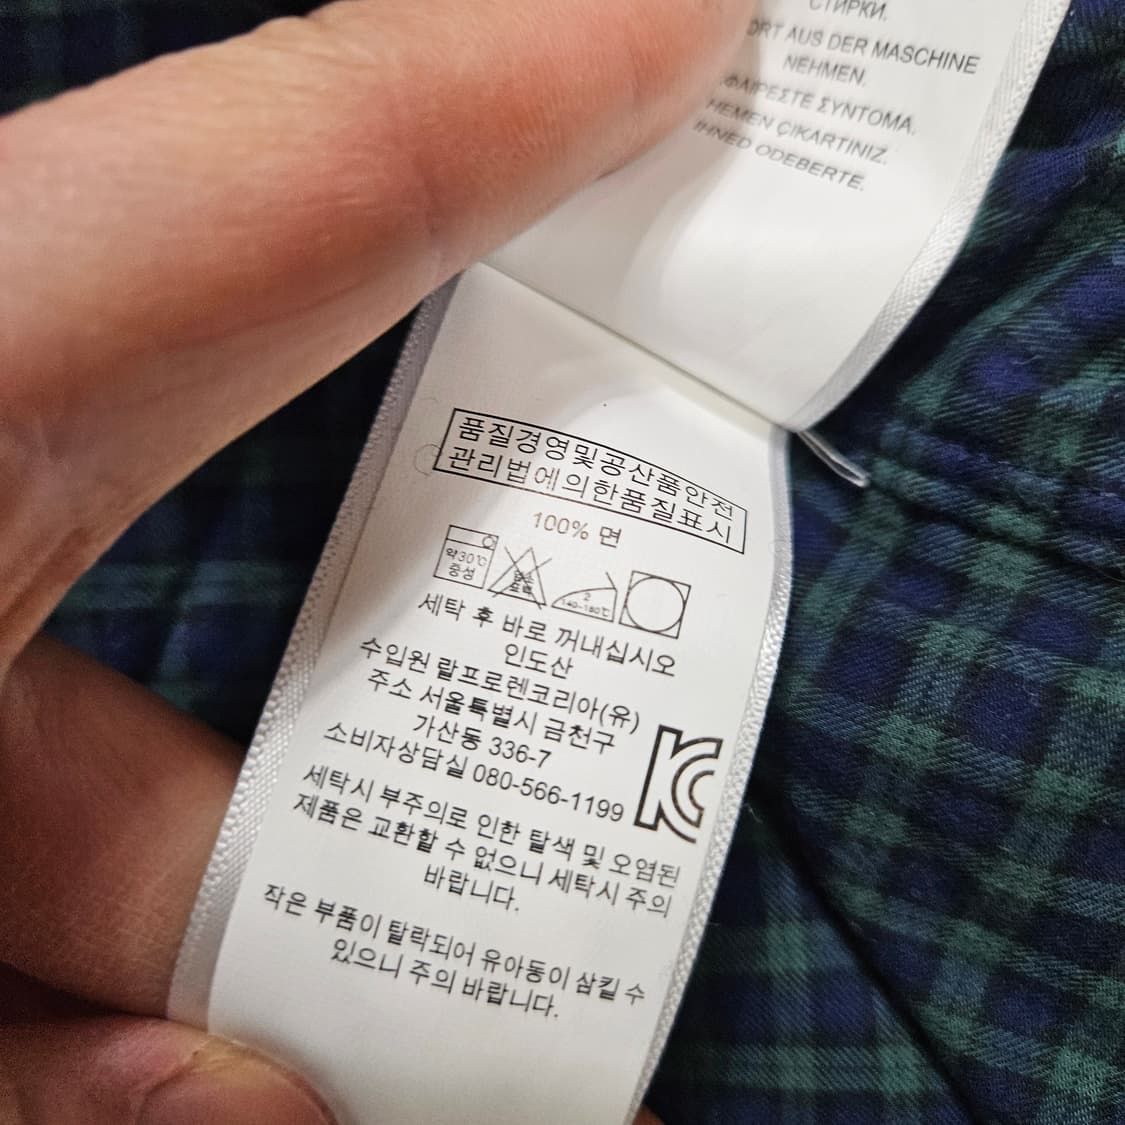 СТИРКИ.
ORT AUS DER MASCHINE
NEHMEN.
ΦΑΙΡΕΣΤΕ ΣΥΝΤΟΜΑ.
HEMEN ÇIKARTINIZ.
IHNED ODEBERTE.
품질경영및공산품안전
관리법에의한품질표시
100% 면
약30℃
중성
염소
표백
2
140~160℃
세탁 후 바로 꺼내십시오
인도산
수입원 랄프로렌코리아(유)
주소 서울특별시 금천구
가산동 336-7
소비자상담실 080-566-1199
세탁시 부주의로 인한 탈색 및 오염된
제품은 교환할 수 없으니 세탁시 주의
바랍니다.
작은 부품이 탈락되어 유아동이 삼킬 수
있으니 주의 바랍니다.